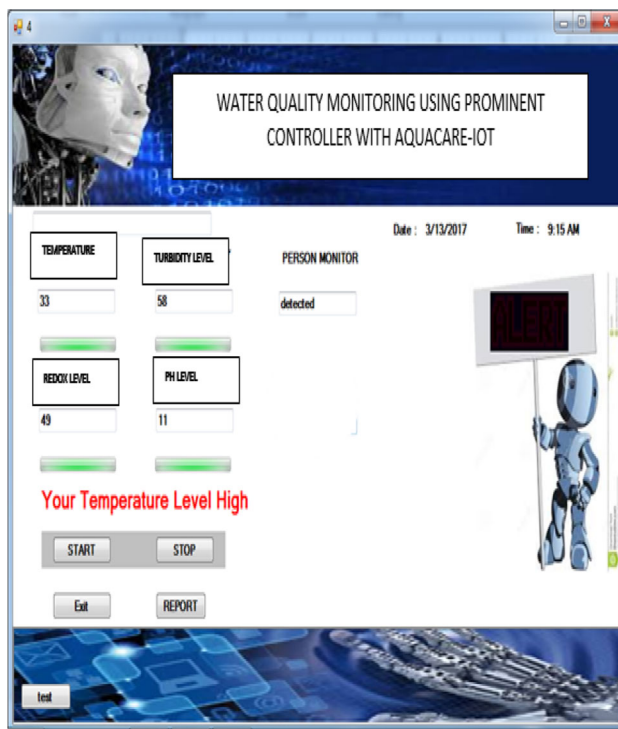 4
WATER QUALITY MONITORING USING PROMINENT
CONTROLLER WITH AQUACARE-IOT
Date : 3/13/2017 Time : 9:15 AM
TEMPERATURE
TURBIDITY LEVEL
PERSON MONITOR
33
58
detected
ALERT
REDOX LEVEL
PH LEVEL
49
11
Your Temperature Level High
START
STOP
Exit
REPORT
test